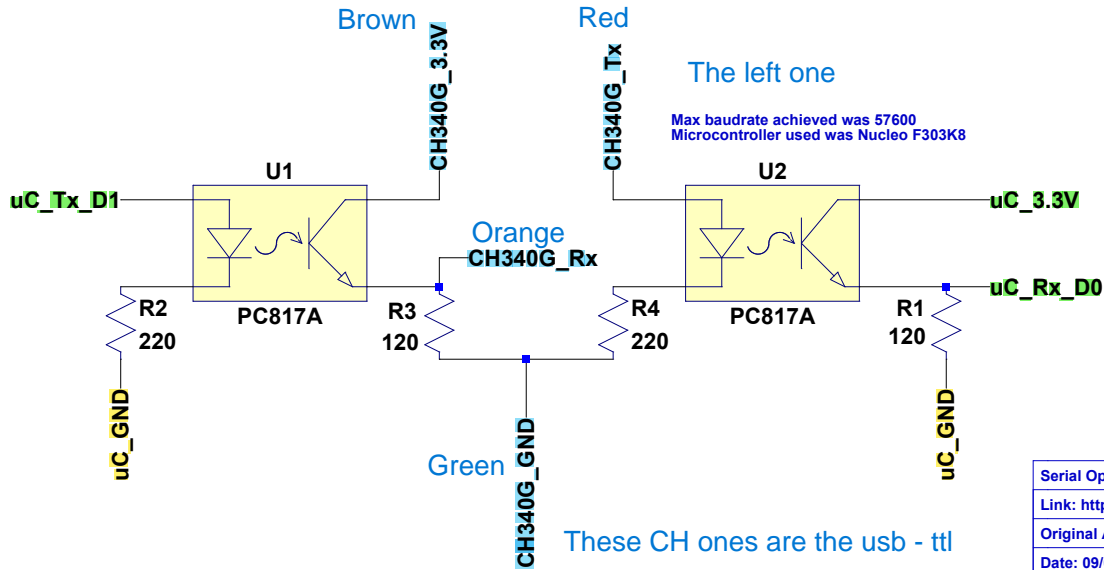 Brown
Red
CH340G_3.3V
CH340G_Tx
The left one
Max baudrate achieved was 57600
Microcontroller used was Nucleo F303K8
U1
U2
uC_Tx_D1
uC_3.3V
Orange
CH340G_Rx
uC_Rx_D0
R2
220
PC817A
R3
120
R4
220
PC817A
R1
120
uC_GND
Green
CH340G_GND
uC_GND
These CH ones are the usb - ttl
Serial Op
Link: http
Original A
Date: 09/